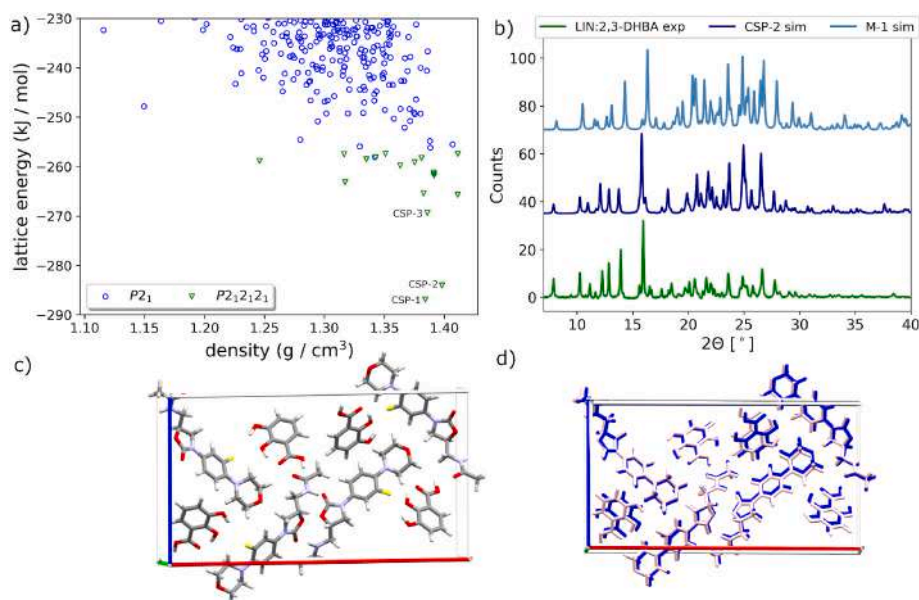 a)
lattice energy (kJ / mol)
−230
−240
−250
−260
−270
−280
−290
CSP-3
CSP-2
CSP-1
P2₁ P2₁2₁2₁
1.10 1.15 1.20 1.25 1.30 1.35 1.40
density (g / cm³)
b)
LIN:2,3-DHBA exp CSP-2 sim M-1 sim
Counts
100
80
60
40
20
0
10 15 20 25 30 35 40
2Θ [°]
c)
d)